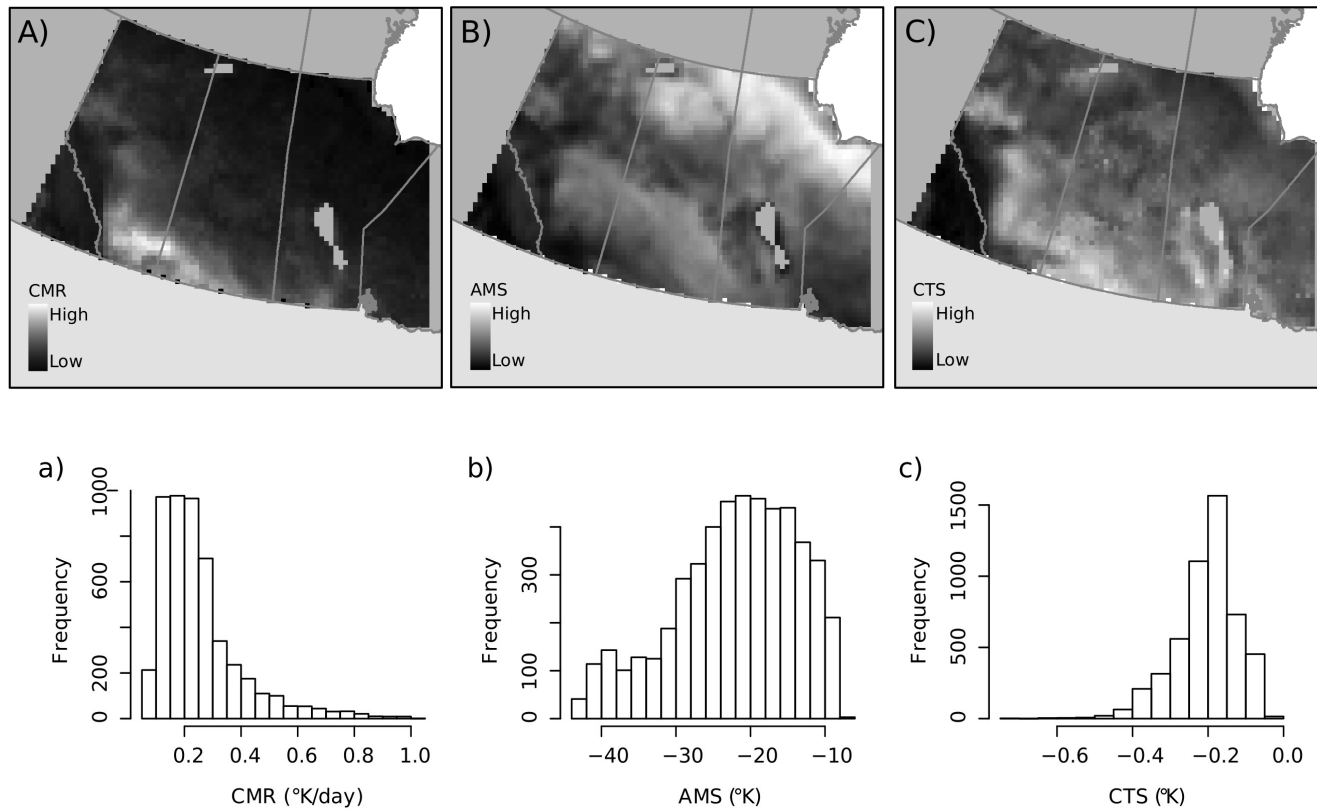 A)
CMR
High
Low
B)
AMS
High
Low
C)
CTS
High
Low
a)
Frequency
0
200
600
1000
0.2
0.4
0.6
0.8
1.0
CMR (°K/day)
b)
Frequency
0
100
300
−40
−30
−20
−10
AMS (°K)
c)
Frequency
0
500
1000
1500
−0.6
−0.4
−0.2
0.0
CTS (°K)